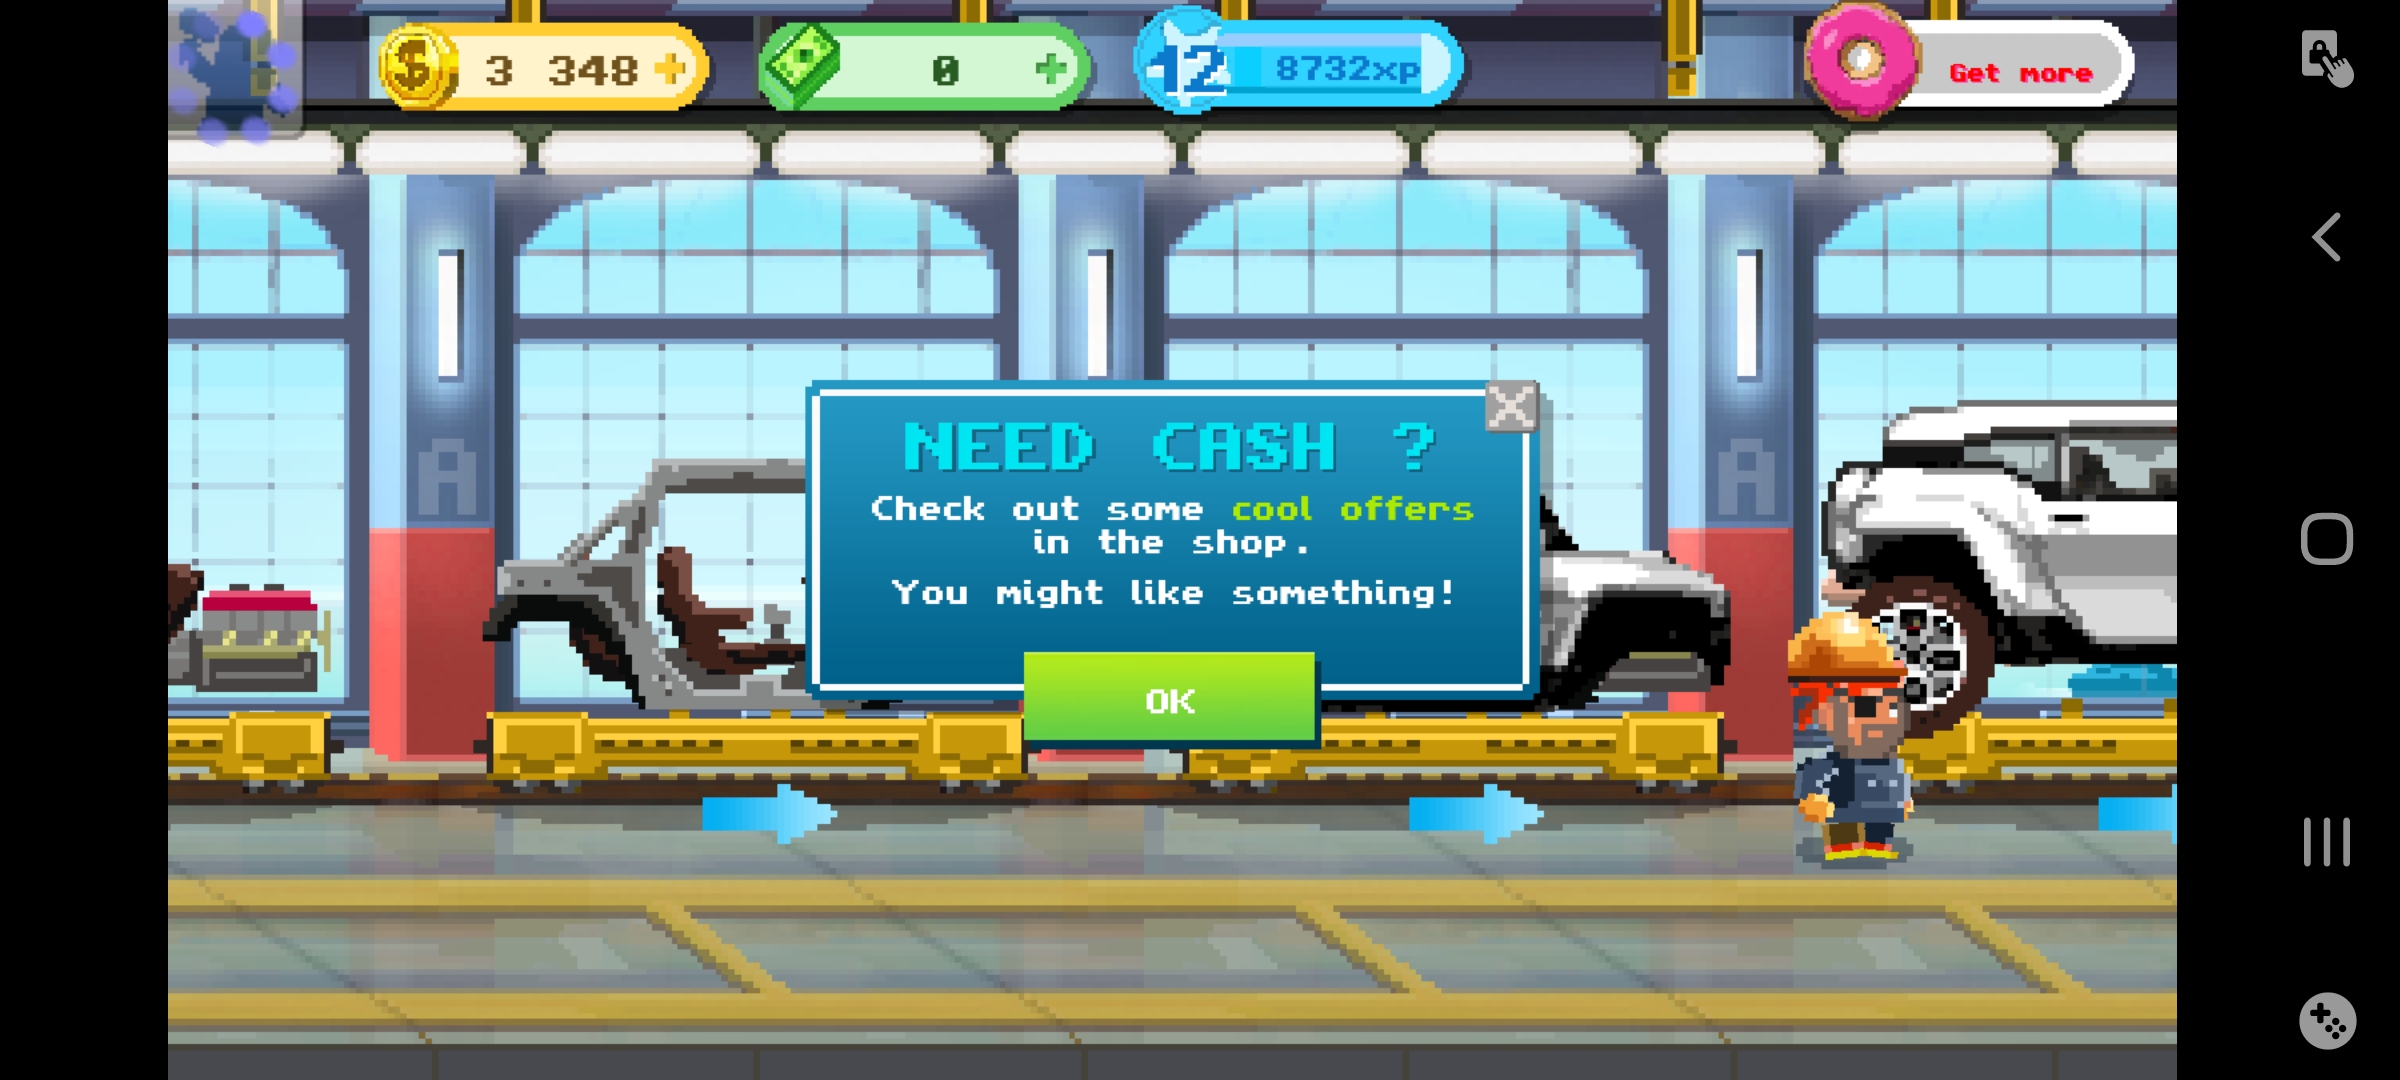 3 348 +
0 +
12 8732xp
Get more
NEED CASH ?
Check out some cool offers
in the shop.
You might like something!
OK
A A